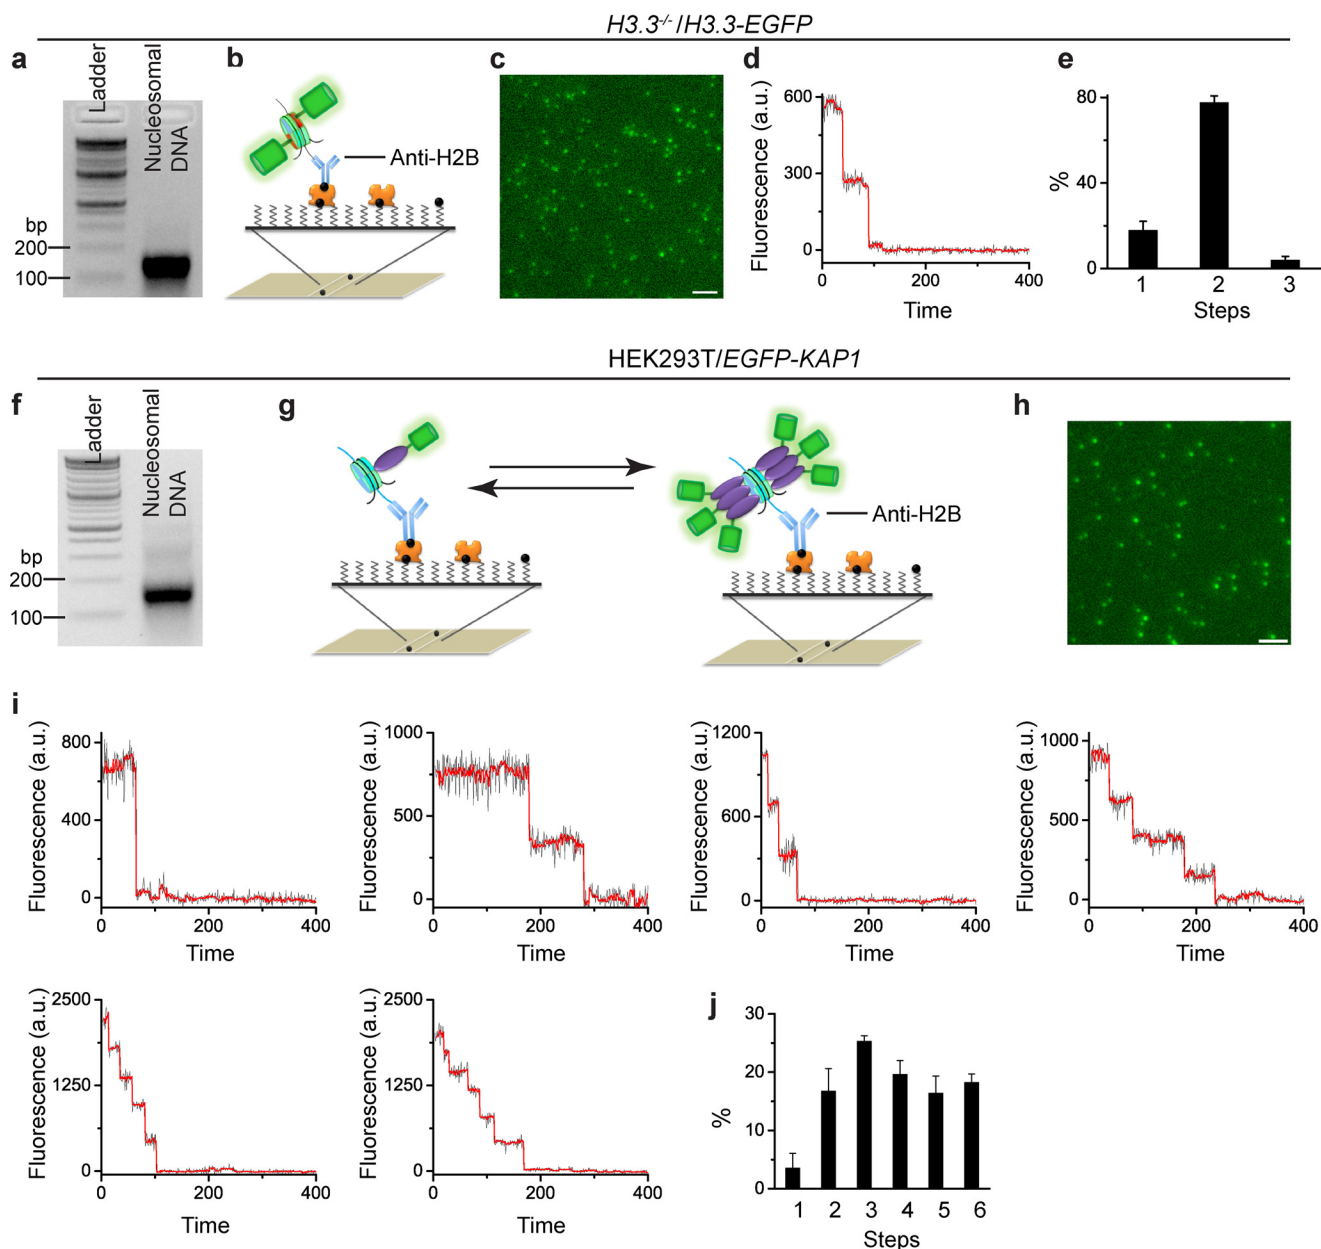 H3.3-/-/H3.3-EGFP
a
Ladder
Nucleosomal
DNA
bp
200
100
b
Anti-H2B
c
d
Fluorescence (a.u.)
600
300
0
0
200
400
Time
e
%
80
40
0
1
2
3
Steps
HEK293T/EGFP-KAP1
f
Ladder
Nucleosomal
DNA
bp
200
100
g
Anti-H2B
h
i
Fluorescence (a.u.)
800
400
0
0
200
400
Time
Fluorescence (a.u.)
1000
500
0
0
200
400
Time
Fluorescence (a.u.)
1200
600
0
0
200
400
Time
Fluorescence (a.u.)
1000
500
0
0
200
400
Time
Fluorescence (a.u.)
2500
1250
0
0
200
400
Time
Fluorescence (a.u.)
2500
1250
0
0
200
400
Time
j
%
30
20
10
0
1
2
3
4
5
6
Steps